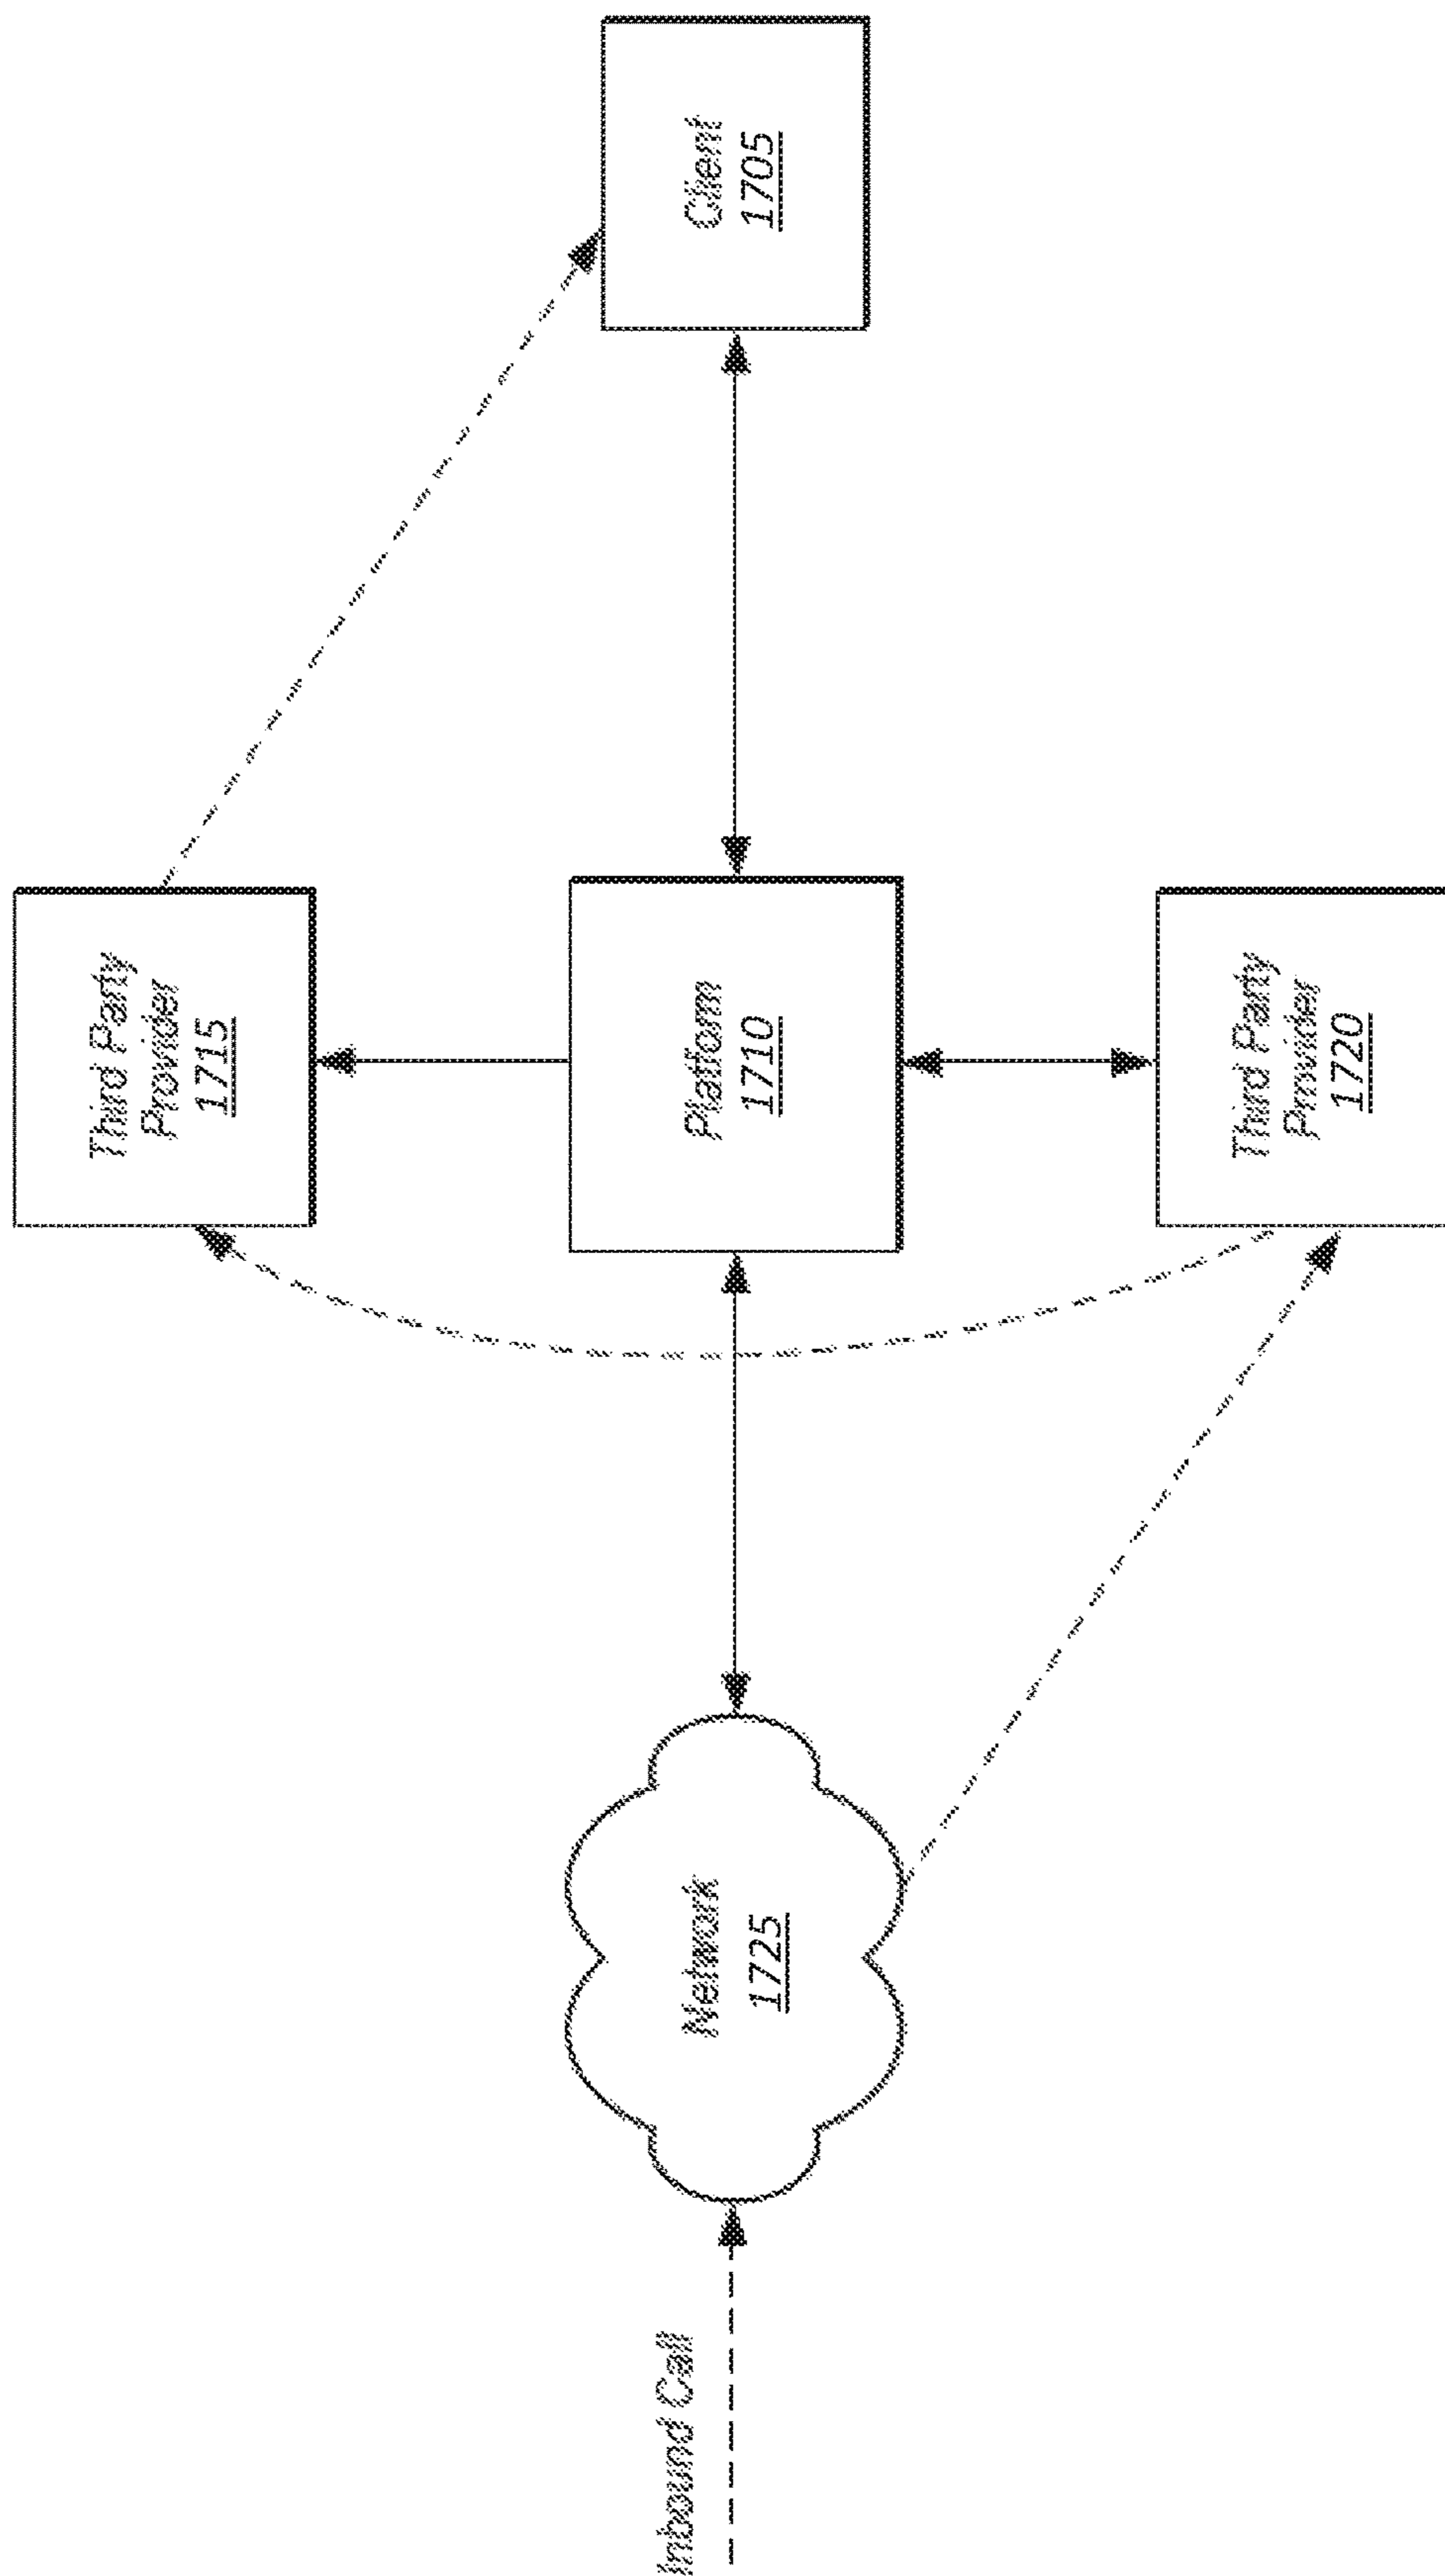 Inbound Call
Network
1725
Third Party
Provider
1715
Platform
1710
Third Party
Provider
1720
Client
1705